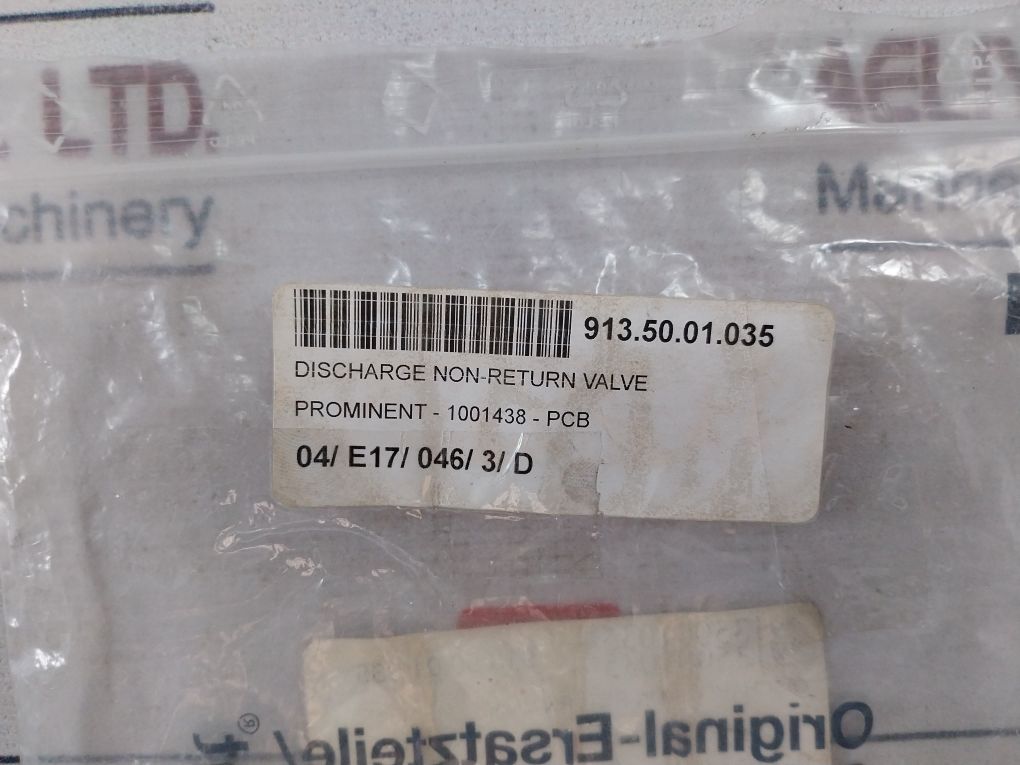 LTD.
chinery
913.50.01.035
DISCHARGE NON-RETURN VALVE
PROMINENT - 1001438 - PCB
04/ E17/ 046/ 3/ D
Original-Ersatzteile/